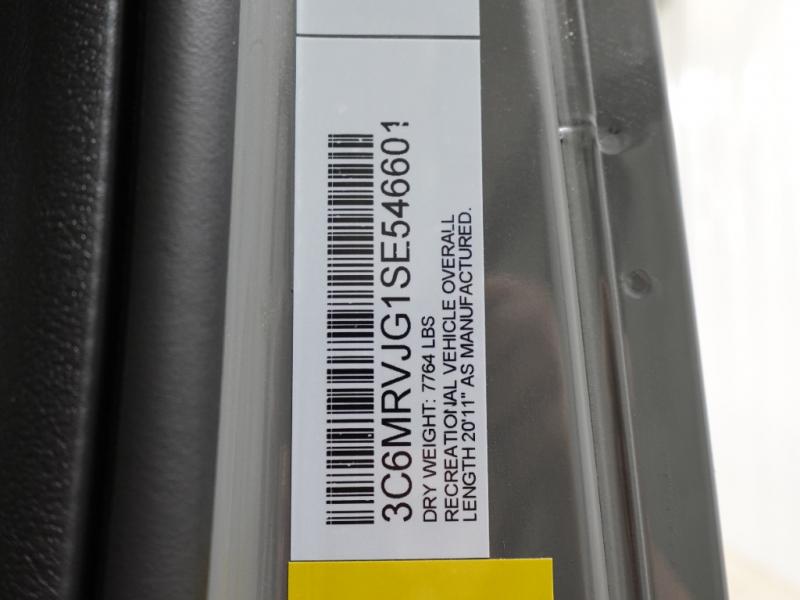 3C6MRVJG1SE546601
DRY WEIGHT: 7764 LBS
RECREATIONAL VEHICLE OVERALL
LENGTH 20'11" AS MANUFACTURED.